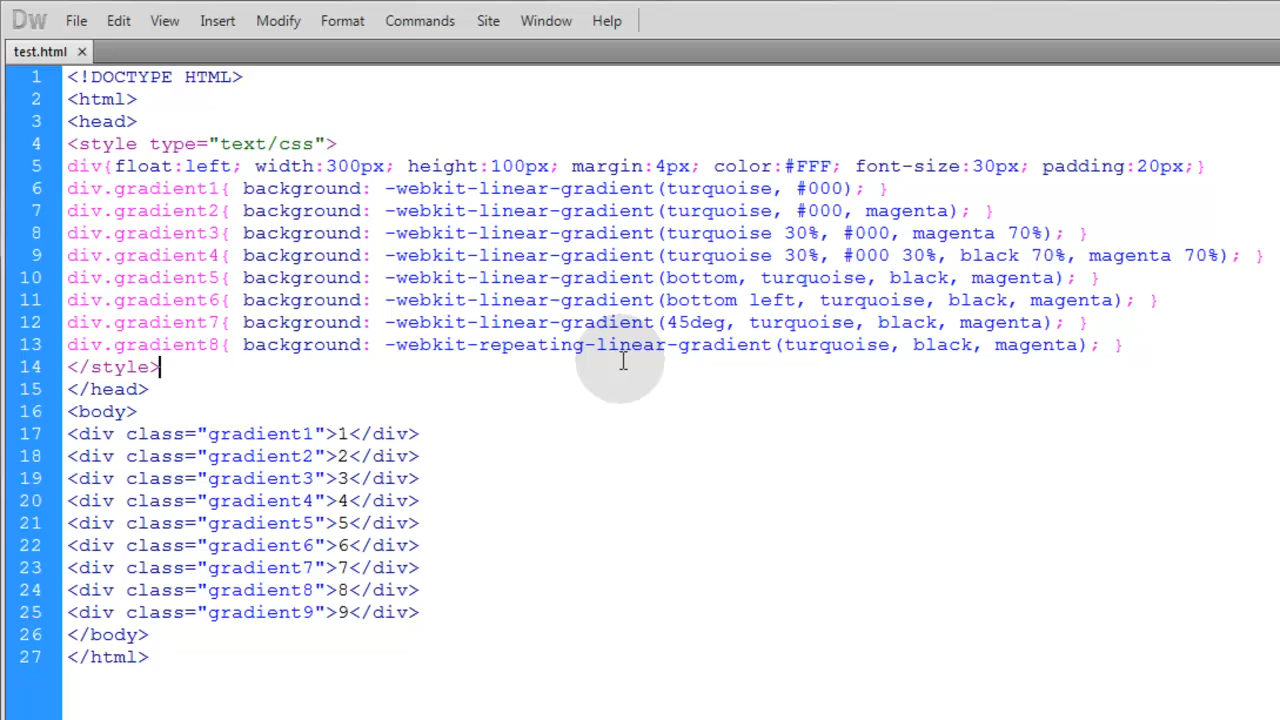 Dw File Edit View Insert Modify Format Commands Site Window Help
test.html ×
1 <!DOCTYPE HTML>
2 <html>
3 <head>
4 <style type="text/css">
5 div{float:left; width:300px; height:100px; margin:4px; color:#FFF; font-size:30px; padding:20px;}
6 div.gradient1{ background: -webkit-linear-gradient(turquoise, #000); }
7 div.gradient2{ background: -webkit-linear-gradient(turquoise, #000, magenta); }
8 div.gradient3{ background: -webkit-linear-gradient(turquoise 30%, #000, magenta 70%); }
9 div.gradient4{ background: -webkit-linear-gradient(turquoise 30%, #000 30%, black 70%, magenta 70%); }
10 div.gradient5{ background: -webkit-linear-gradient(bottom, turquoise, black, magenta); }
11 div.gradient6{ background: -webkit-linear-gradient(bottom left, turquoise, black, magenta); }
12 div.gradient7{ background: -webkit-linear-gradient(45deg, turquoise, black, magenta); }
13 div.gradient8{ background: -webkit-repeating-linear-gradient(turquoise, black, magenta); }
14 </style>
15 </head>
16 <body>
17 <div class="gradient1">1</div>
18 <div class="gradient2">2</div>
19 <div class="gradient3">3</div>
20 <div class="gradient4">4</div>
21 <div class="gradient5">5</div>
22 <div class="gradient6">6</div>
23 <div class="gradient7">7</div>
24 <div class="gradient8">8</div>
25 <div class="gradient9">9</div>
26 </body>
27 </html>